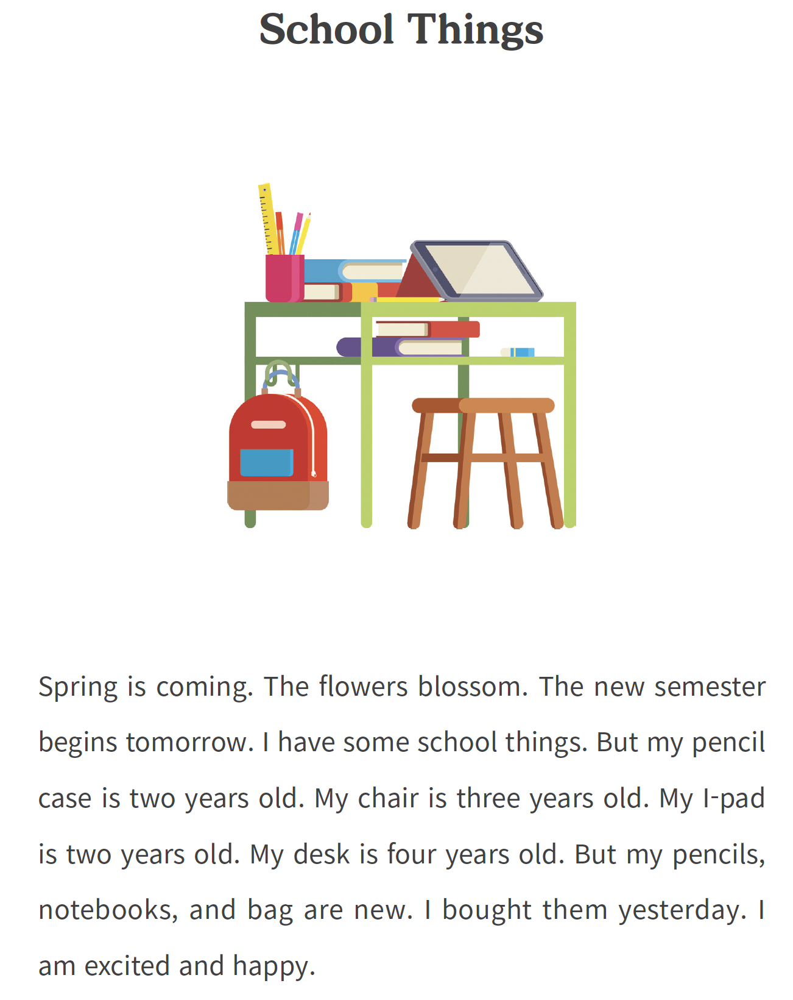 School Things
Spring is coming. The flowers blossom. The new semester
begins tomorrow. I have some school things. But my pencil
case is two years old. My chair is three years old. My I-pad
is two years old. My desk is four years old. But my pencils,
notebooks, and bag are new. I bought them yesterday. I
am excited and happy.